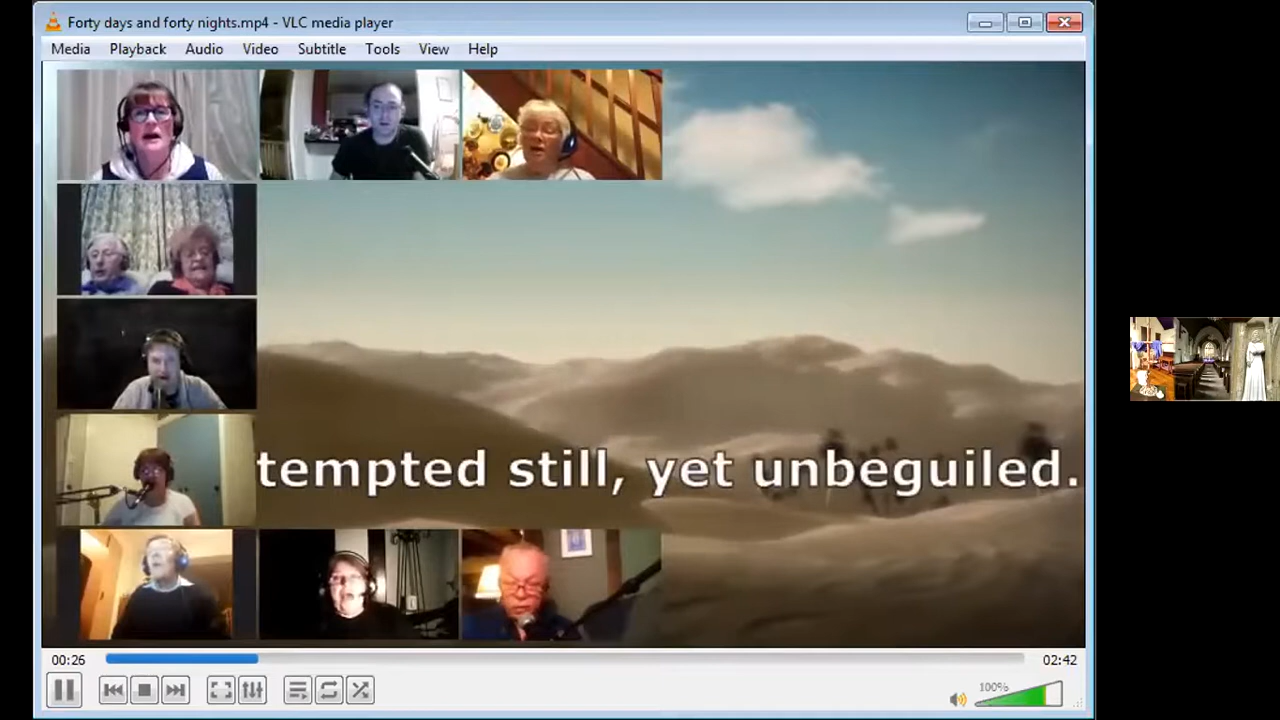 Forty days and forty nights.mp4 - VLC media player
Media Playback Audio Video Subtitle Tools View Help
tempted still, yet unbeguiled.
00:26
02:42
100%